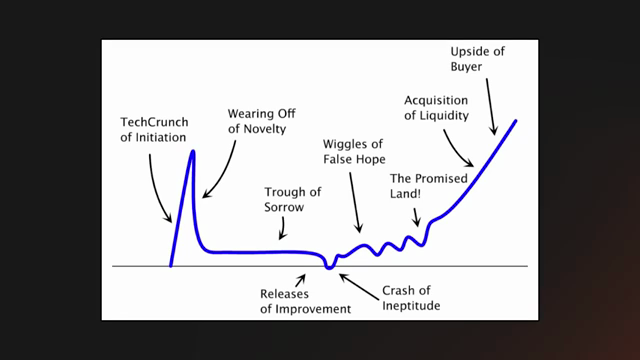 Upside of
Buyer
Acquisition
of Liquidity
TechCrunch
of Initiation
Wearing Off
of Novelty
Wiggles of
False Hope
The Promised
Land!
Trough of
Sorrow
Releases
of Improvement
Crash of
Ineptitude